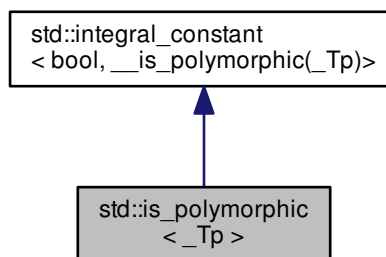 std::integral_constant
< bool, __is_polymorphic(_Tp)>
std::is_polymorphic
< _Tp >